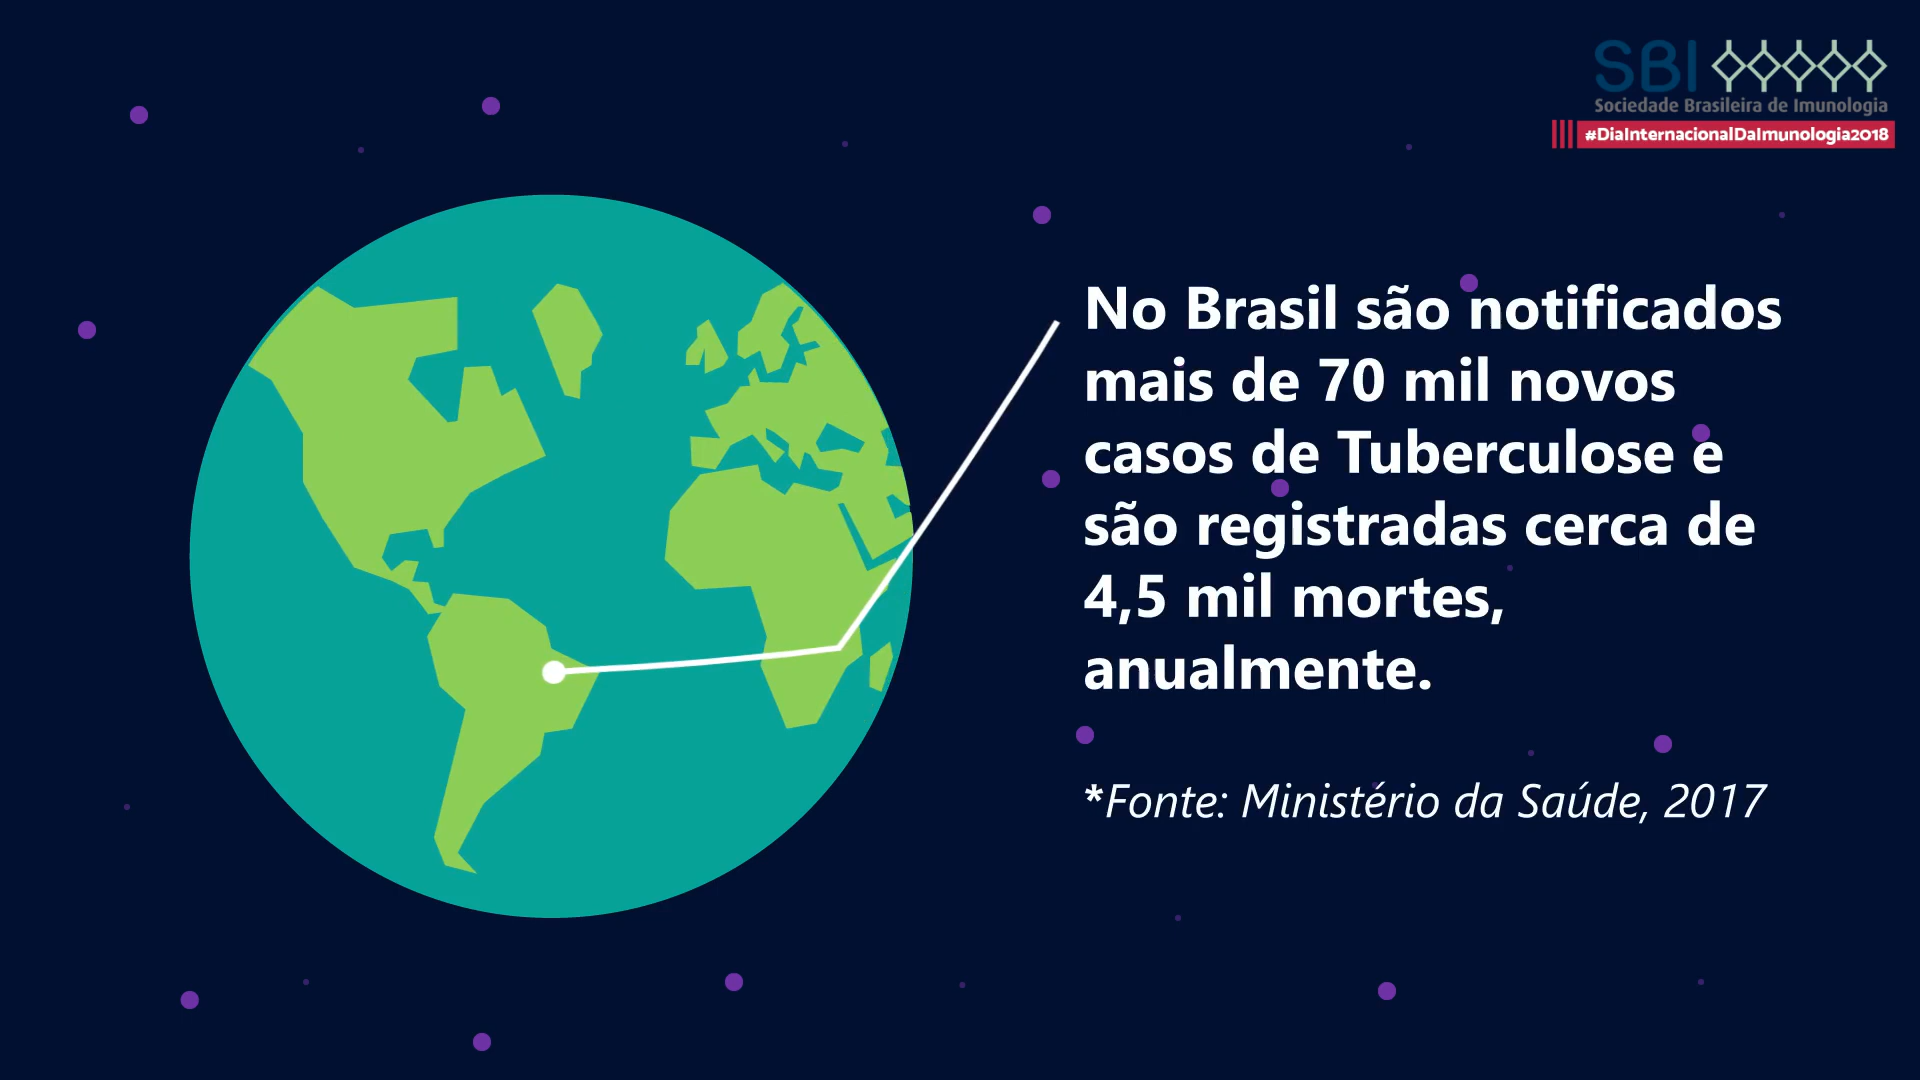 SBI
Sociedade Brasileira de Imunologia
#DiaInternacionalDaImunologia2018
No Brasil são notificados
mais de 70 mil novos
casos de Tuberculose e
são registradas cerca de
4,5 mil mortes,
anualmente.
*Fonte: Ministério da Saúde, 2017